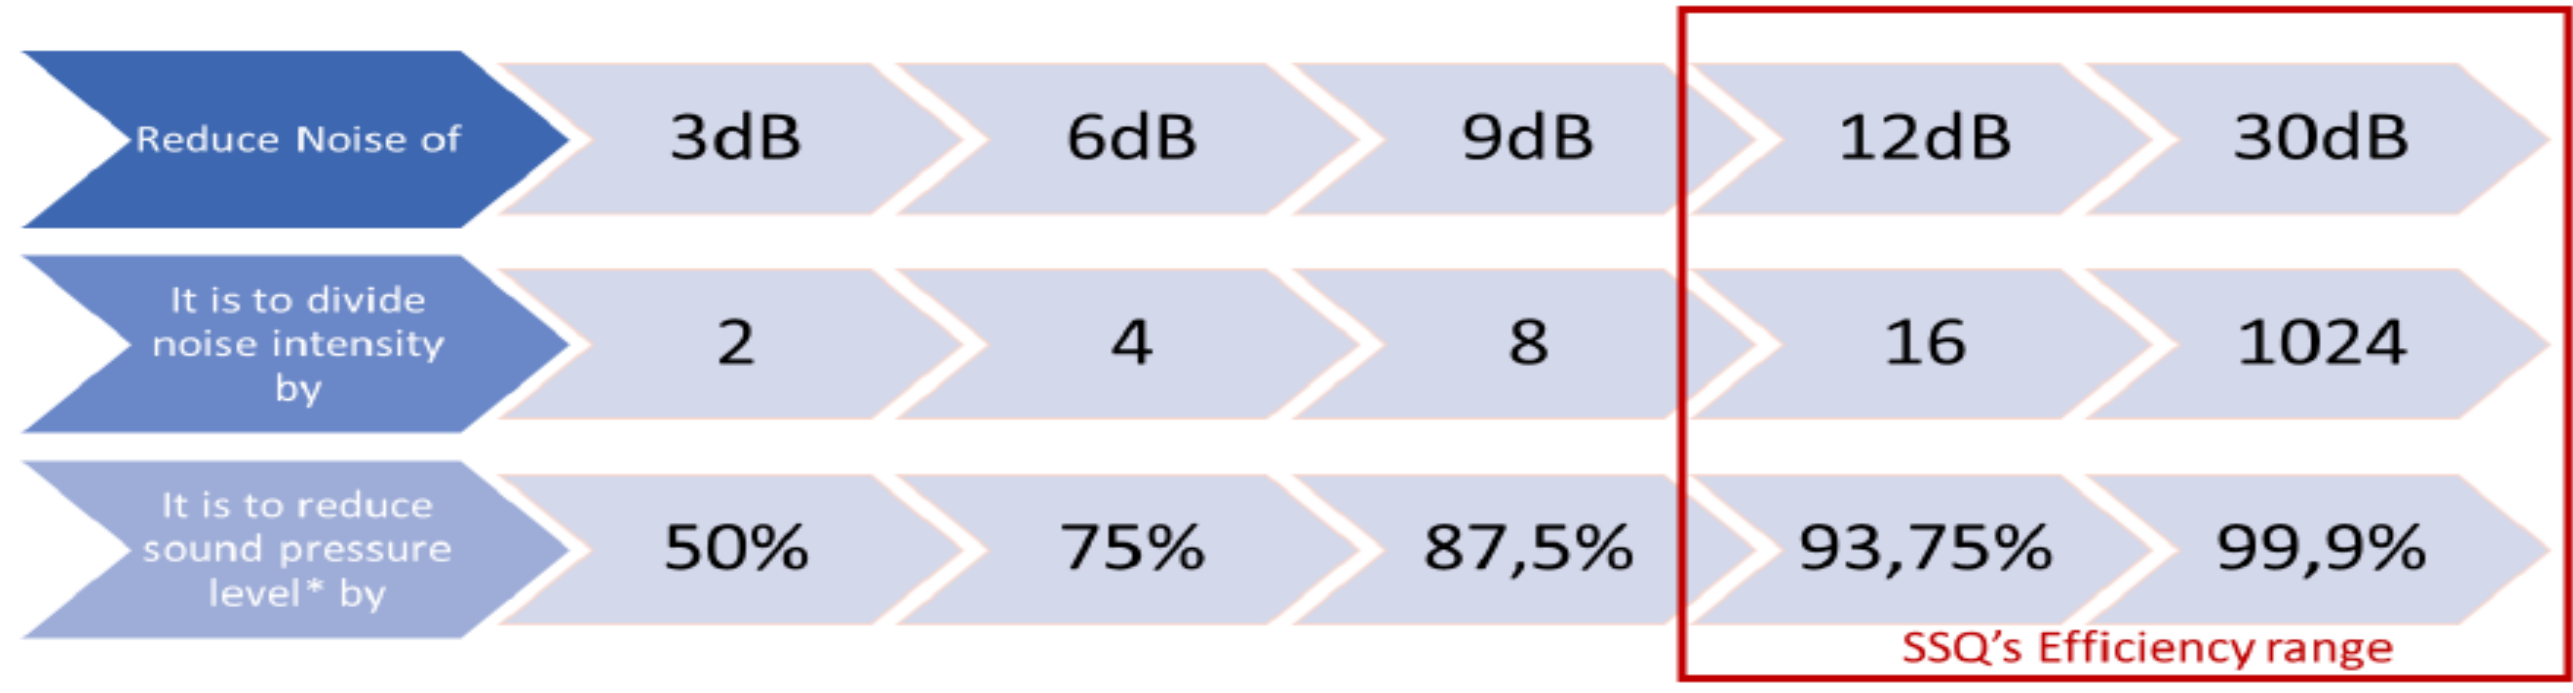 Reduce Noise of
3dB
6dB
9dB
12dB
30dB
It is to divide
noise intensity
by
2
4
8
16
1024
It is to reduce
sound pressure
level* by
50%
75%
87,5%
93,75%
99,9%
SSQ's Efficiency range